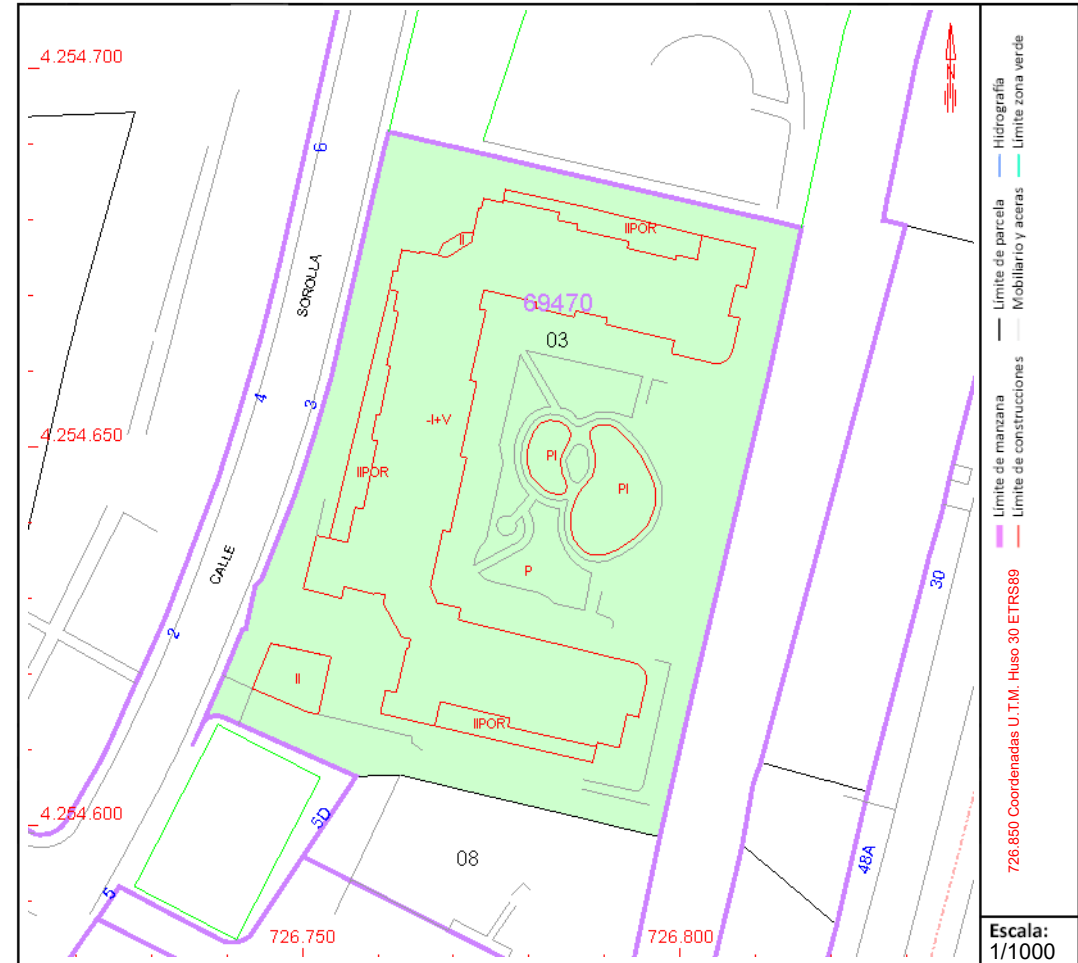 4.254.700
6
IIPOR
II
SOROLLA
69470
03
4
3
-I+V
4.254.650
PI
IIPOR
PI
CALLE
P
30
2
II
IIPOR
4.254.600
5D
08
48A
5
726.750
726.800
N
Límite de manzana
Límite de parcela
Hidrografía
Límite de construcciones
Mobiliario y aceras
Límite zona verde
726.850 Coordenadas U.T.M. Huso 30 ETRS89
Escala:
1/1000